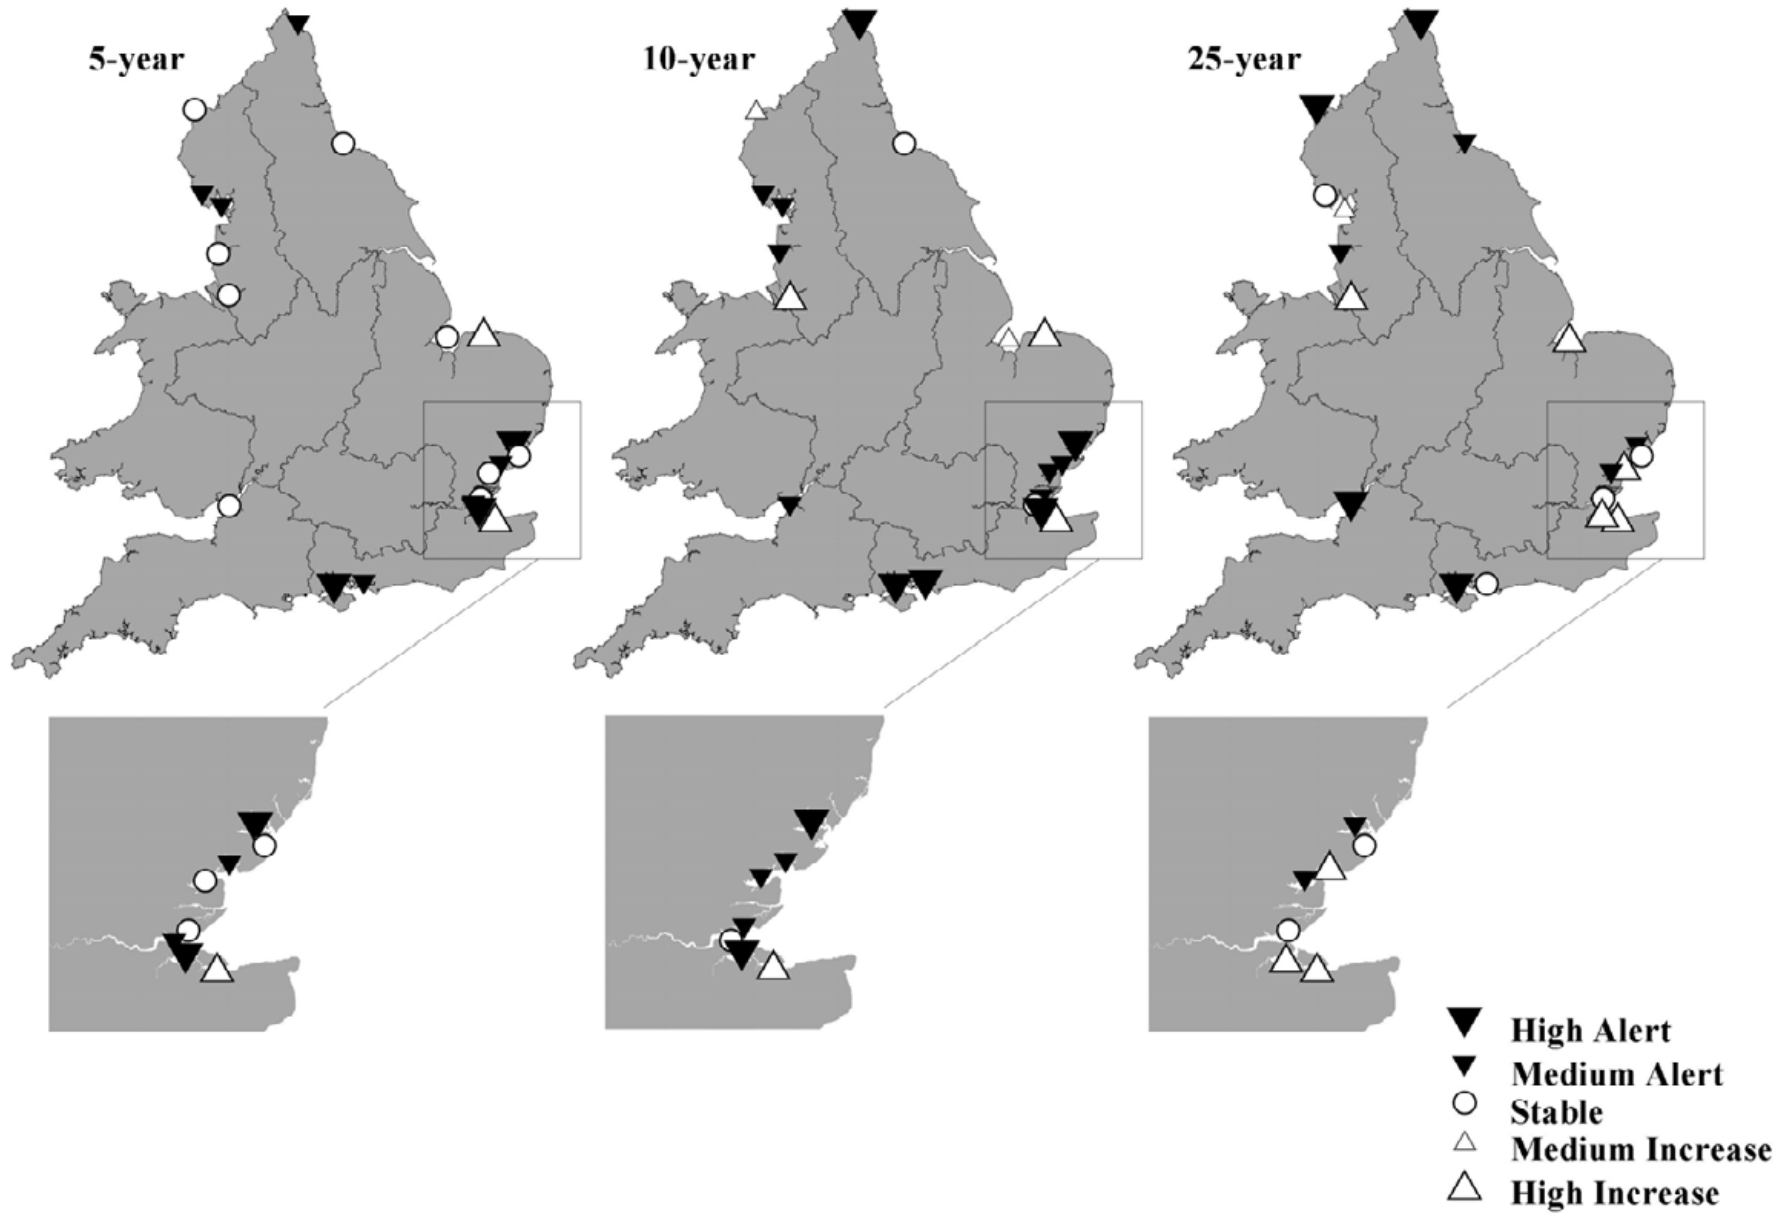 5-year
10-year
25-year
High Alert
Medium Alert
Stable
Medium Increase
High Increase